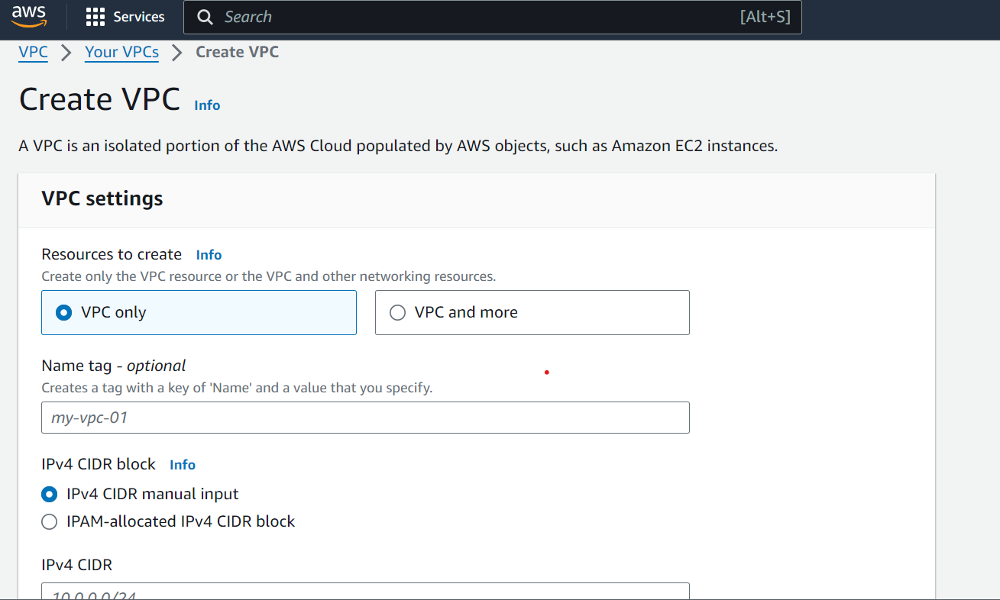 aws Services Search [Alt+S]
VPC > Your VPCs > Create VPC
Create VPC Info
A VPC is an isolated portion of the AWS Cloud populated by AWS objects, such as Amazon EC2 instances.
VPC settings
Resources to create Info
Create only the VPC resource or the VPC and other networking resources.
VPC only VPC and more
Name tag - optional
Creates a tag with a key of 'Name' and a value that you specify.
my-vpc-01
IPv4 CIDR block Info
IPv4 CIDR manual input
IPAM-allocated IPv4 CIDR block
IPv4 CIDR
10.0.0.0/24